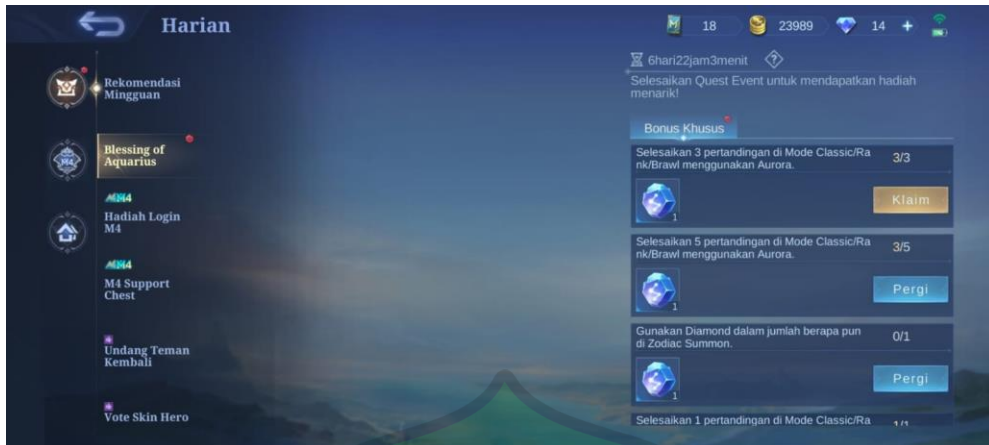 Harian
18
23989
14
+
6hari22jam3menit
Selesaikan Quest Event untuk mendapatkan hadiah
menarik!
Rekomendasi
Mingguan
Blessing of
Aquarius
M4
Hadiah Login
M4
M4
M4 Support
Chest
Undang Teman
Kembali
Vote Skin Hero
Bonus Khusus
Selesaikan 3 pertandingan di Mode Classic/Ra
nk/Brawl menggunakan Aurora.
3/3
1
Klaim
Selesaikan 5 pertandingan di Mode Classic/Ra
nk/Brawl menggunakan Aurora.
3/5
1
Pergi
Gunakan Diamond dalam jumlah berapa pun
di Zodiac Summon.
0/1
1
Pergi
Selesaikan 1 pertandingan di Mode Classic/Ra
1/1